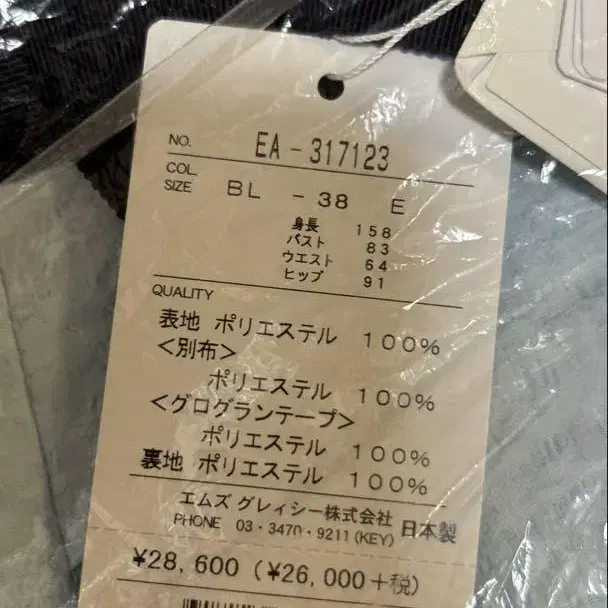 NO. EA-317123
COL.
SIZE BL - 38 E
身長 158
バスト 83
ウエスト 64
ヒップ 91
QUALITY
表地 ポリエステル 100%
<別布>
ポリエステル 100%
<グログランテープ>
ポリエステル 100%
裏地 ポリエステル 100%
エムズ グレィシー株式会社 日本製
PHONE 03・3470・9211(KEY)
¥28,600(¥26,000+税)